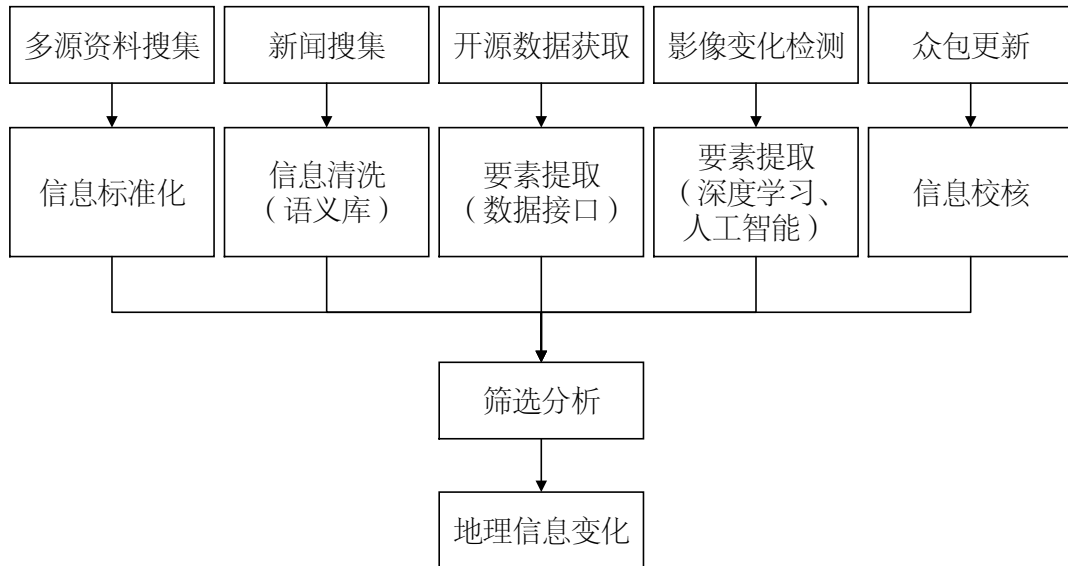 多源资料搜集
新闻搜集
开源数据获取
影像变化检测
众包更新
信息标准化
信息清洗
（语义库）
要素提取
（数据接口）
要素提取
（深度学习、
人工智能）
信息校核
筛选分析
地理信息变化